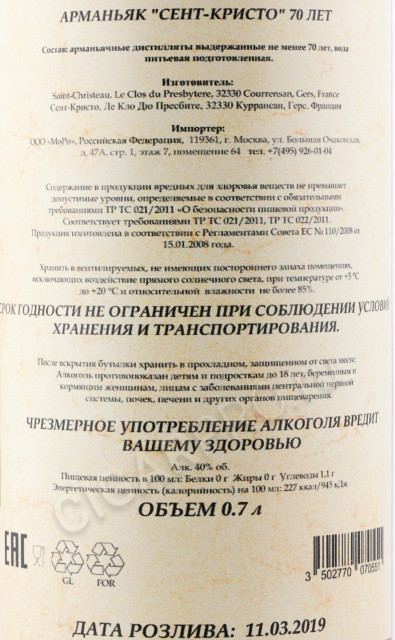 АРМАНЬЯК "СЕНТ-КРИСТО" 70 ЛЕТ
Состав: арманьячные дистилляты выдержанные не менее 70 лет, вода
питьевая подготовленная.
Изготовитель:
Saint-Christeau, Le Clos du Presbytere, 32330 Courrensan, Gers, France
Сент-Кристо, Ле Кло Дю Пресбите, 32330 Куррансан, Герс, Франция
Импортер:
ООО «МоРо», Российская Федерация, 119361, г. Москва, ул. Большая Очаковская,
д. 47А, стр. 1, этаж 7, помещение 64 тел. +7(495) 926-01-04
Содержание в продукции вредных для здоровья веществ не превышает
допустимые уровни, определяемые в соответствии с обязательными
требованиями ТР ТС 021/2011 «О безопасности пищевой продукции».
Соответствует требованиями ТР ТС 021/2011, ТР ТС 022/2011.
Продукция изготовлена в соответствии с Регламентами Совета ЕС № 110/2008 от
15.01.2008 года.
Хранить в вентилируемых, не имеющих постороннего запаха помещениях,
исключающих воздействие прямого солнечного света, при температуре от +5°С
до +20 °С и относительной влажности не более 85%.
СРОК ГОДНОСТИ НЕ ОГРАНИЧЕН ПРИ СОБЛЮДЕНИИ УСЛОВИЙ
ХРАНЕНИЯ И ТРАНСПОРТИРОВАНИЯ.
После вскрытия бутылки хранить в прохладном, защищенном от света месте.
Алкоголь противопоказан детям и подросткам до 18 лет, беременным и
кормящим женщинам, лицам с заболеваниями центральной нервной
системы, почек, печени и других органов пищеварения.
ЧРЕЗМЕРНОЕ УПОТРЕБЛЕНИЕ АЛКОГОЛЯ ВРЕДИТ
ВАШЕМУ ЗДОРОВЬЮ
Алк. 40% об.
Пищевая ценность в 100 мл: Белки 0 г Жиры 0 г Углеводы 1,1 г
Энергетическая ценность (калорийность) на 100 мл: 227 ккал/945 кДж
ОБЪЕМ 0.7 л
EAC
GL FOR
3 502770 070551
ДАТА РОЗЛИВА: 11.03.2019